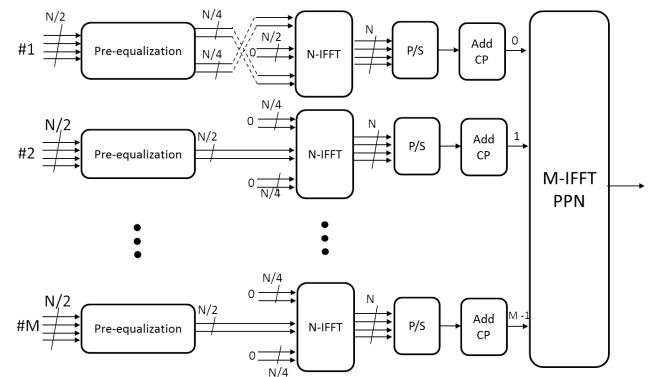 N/2
#1
Pre-equalization
N/4
N/4
N/2
0
N-IFFT
N
P/S
Add
CP
0
N/2
#2
Pre-equalization
N/2
N/4
0
0
N/4
N-IFFT
N
P/S
Add
CP
1
M-IFFT
PPN
N/2
#M
Pre-equalization
N/2
N/4
0
0
N/4
N-IFFT
N
P/S
Add
CP
M -1